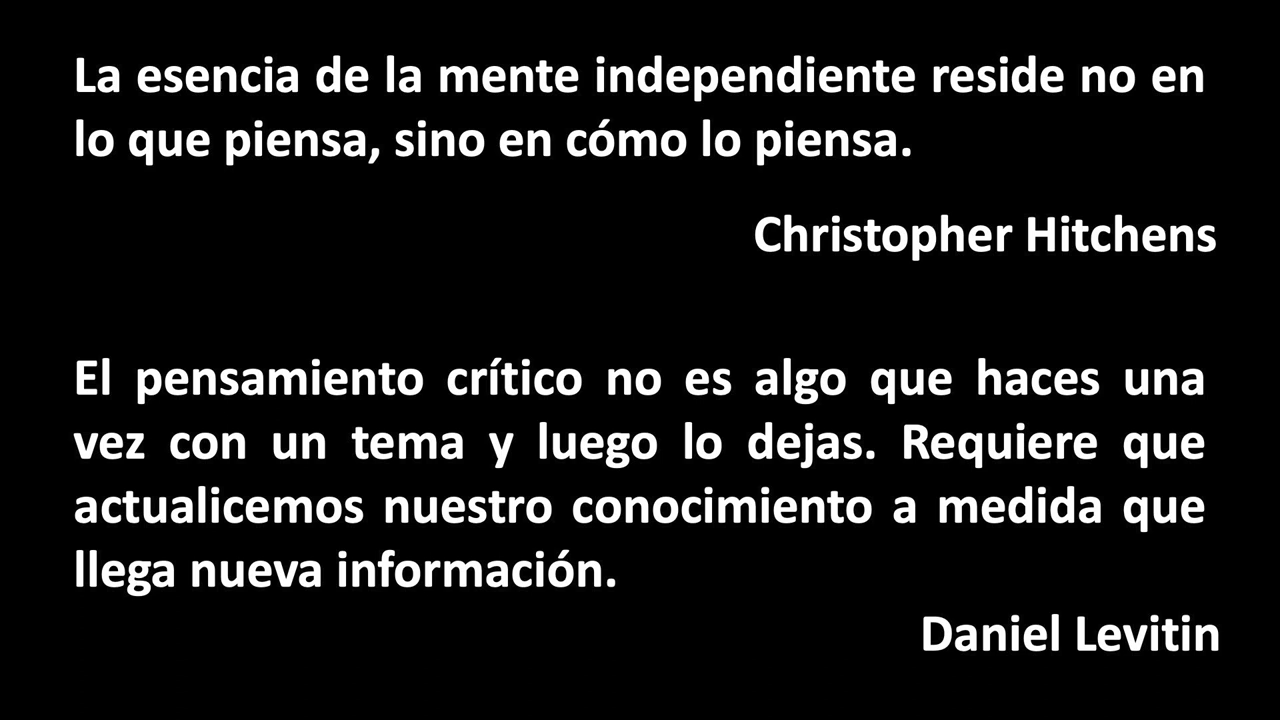 La esencia de la mente independiente reside no en
lo que piensa, sino en cómo lo piensa.
Christopher Hitchens
El pensamiento crítico no es algo que haces una
vez con un tema y luego lo dejas. Requiere que
actualicemos nuestro conocimiento a medida que
llega nueva información.
Daniel Levitin